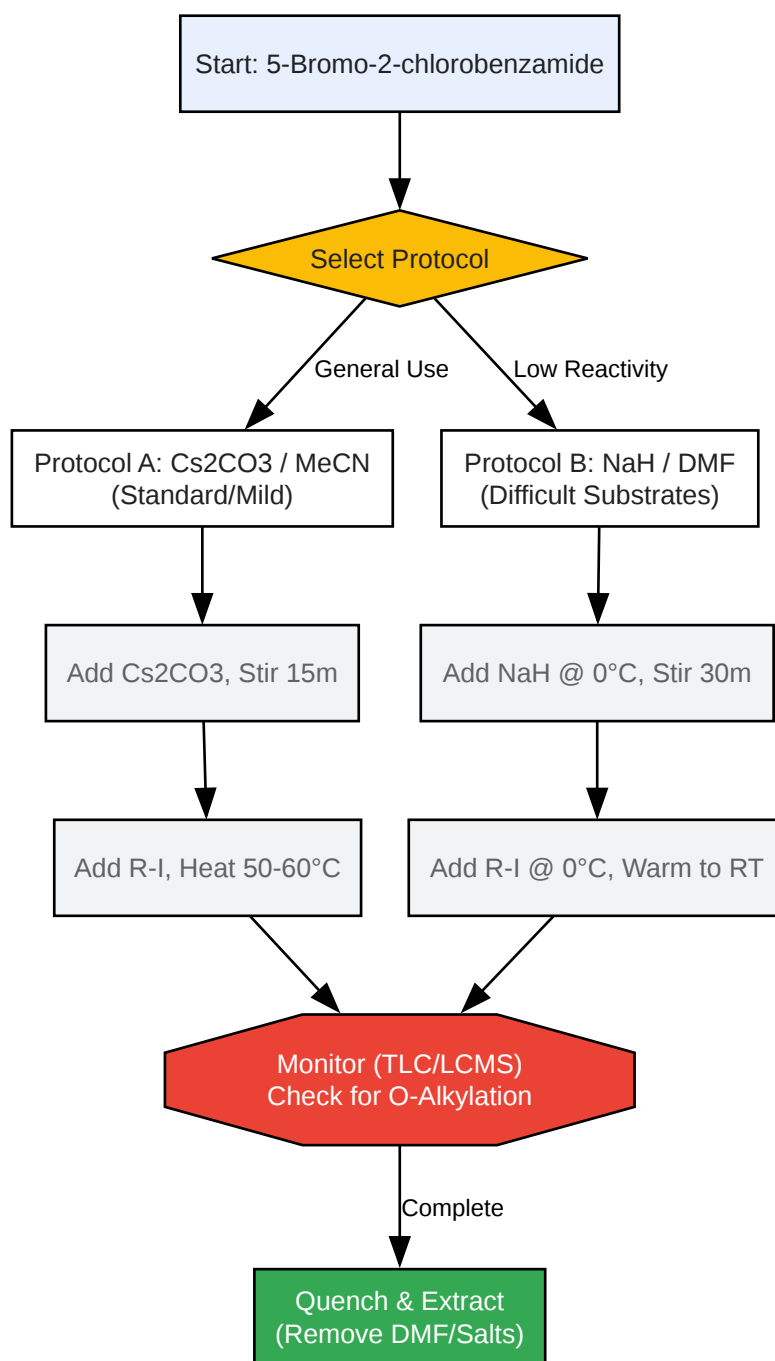 Start: 5-Bromo-2-chlorobenzamide
Select Protocol
General Use
Low Reactivity
Protocol A: Cs2CO3 / MeCN
(Standard/Mild)
Protocol B: NaH / DMF
(Difficult Substrates)
Add Cs2CO3, Stir 15m
Add NaH @ 0°C, Stir 30m
Add R-I, Heat 50-60°C
Add R-I @ 0°C, Warm to RT
Monitor (TLC/LCMS)
Check for O-Alkylation
Complete
Quench & Extract
(Remove DMF/Salts)